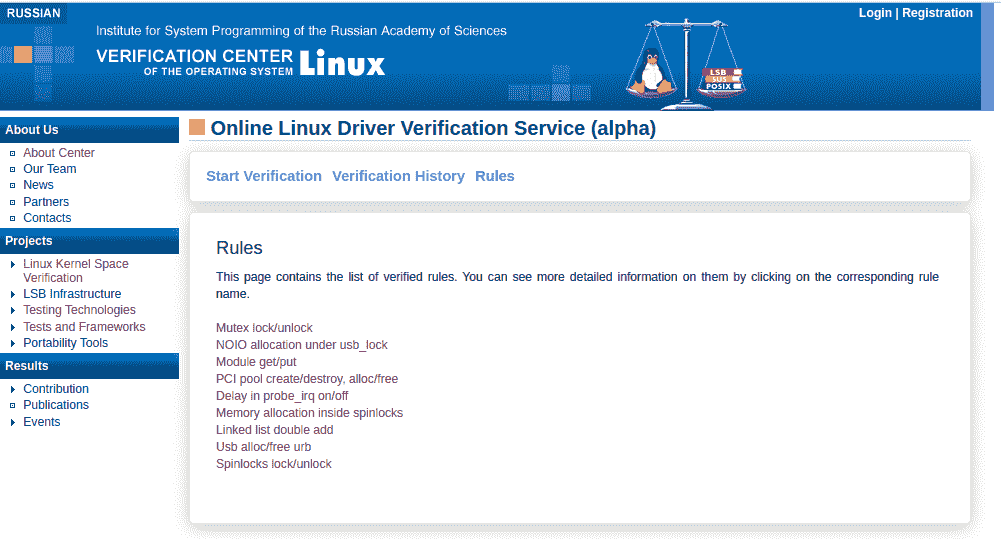 RUSSIAN
Login | Registration
Institute for System Programming of the Russian Academy of Sciences
VERIFICATION CENTER
OF THE OPERATING SYSTEM Linux
LSB
SUS
POSIX
About Us
About Center
Our Team
News
Partners
Contacts
Projects
Linux Kernel Space
Verification
LSB Infrastructure
Testing Technologies
Tests and Frameworks
Portability Tools
Results
Contribution
Publications
Events
Online Linux Driver Verification Service (alpha)
Start Verification Verification History Rules
Rules
This page contains the list of verified rules. You can see more detailed information on them by clicking on the corresponding rule
name.
Mutex lock/unlock
NOIO allocation under usb_lock
Module get/put
PCI pool create/destroy, alloc/free
Delay in probe_irq on/off
Memory allocation inside spinlocks
Linked list double add
Usb alloc/free urb
Spinlocks lock/unlock